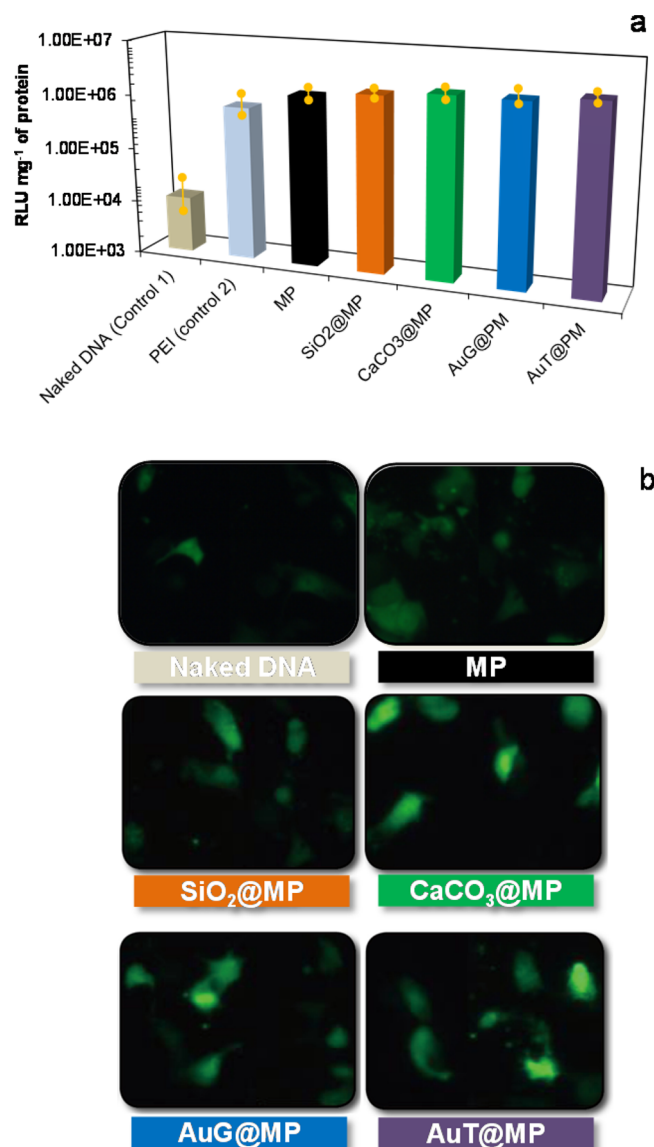 a
1.00E+07
1.00E+06
1.00E+05
1.00E+04
1.00E+03
RLU mg⁻¹ of protein
Naked DNA (Control 1)
PEI (control 2)
MP
SiO2@MP
CaCO3@MP
AuG@PM
AuT@PM
b
Naked DNA
MP
SiO₂@MP
CaCO₃@MP
AuG@MP
AuT@MP